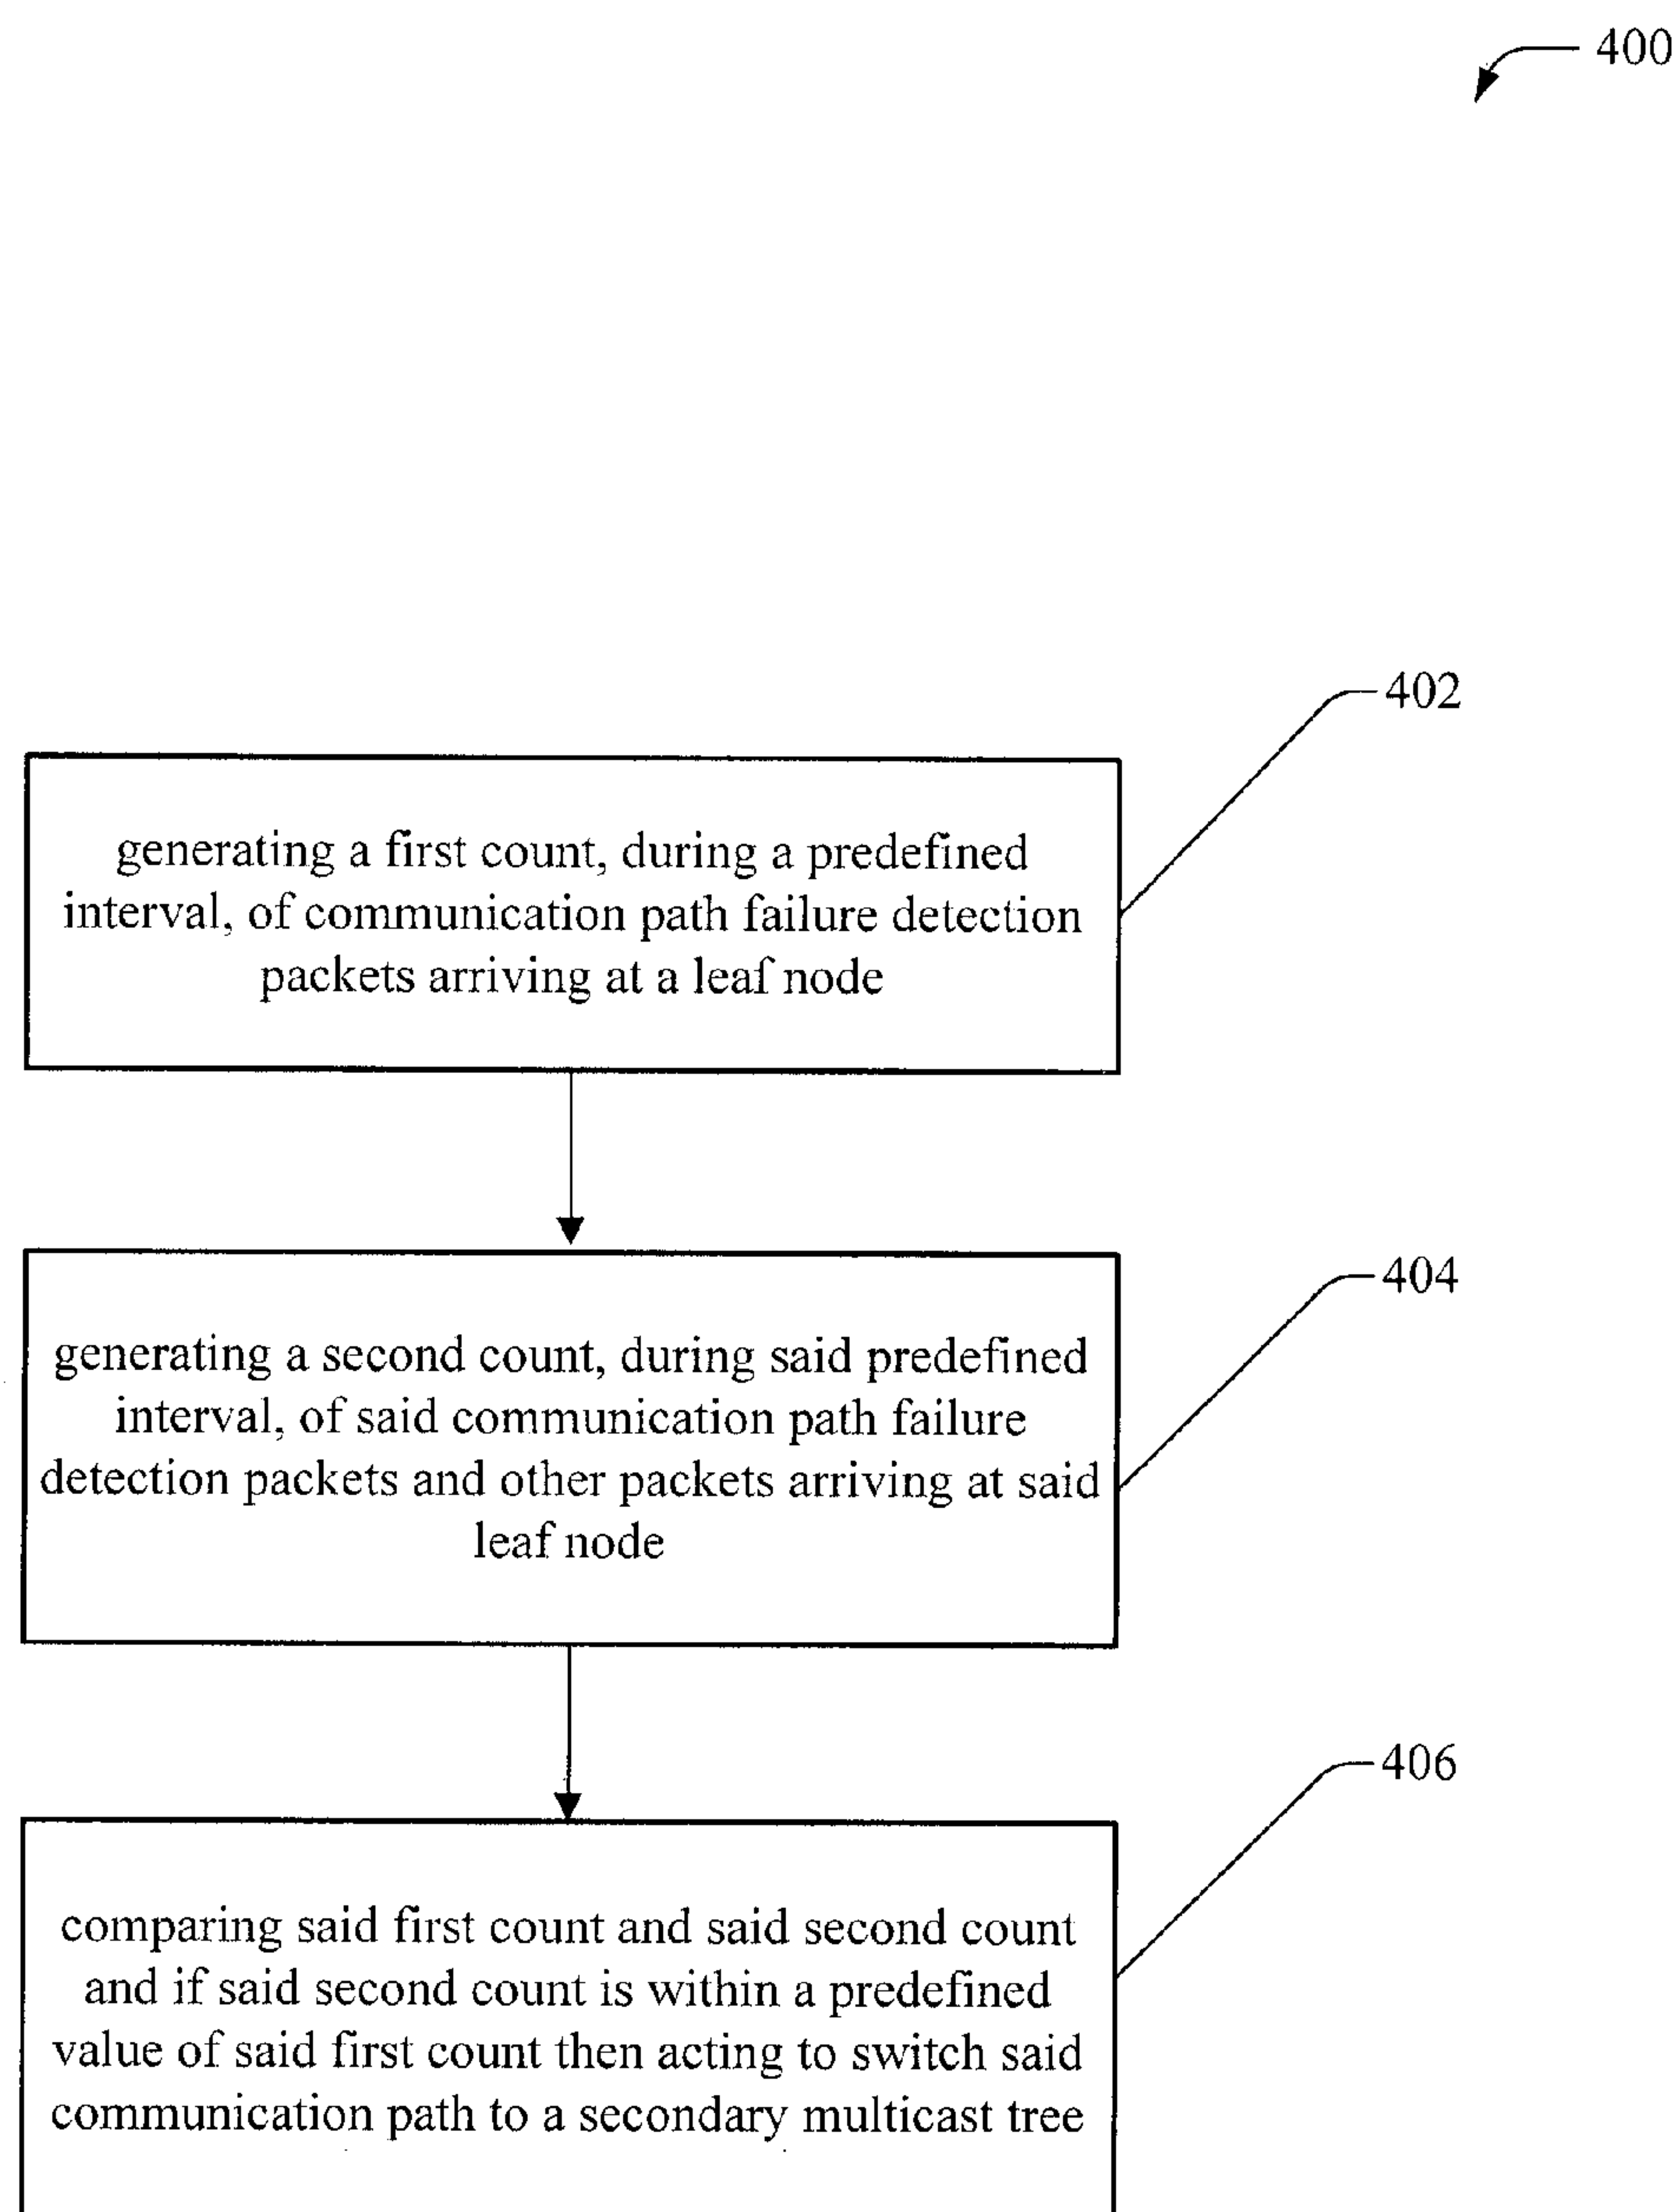 400
402
generating a first count, during a predefined
interval, of communication path failure detection
packets arriving at a leaf node
404
generating a second count, during said predefined
interval, of said communication path failure
detection packets and other packets arriving at said
leaf node
406
comparing said first count and said second count
and if said second count is within a predefined
value of said first count then acting to switch said
communication path to a secondary multicast tree